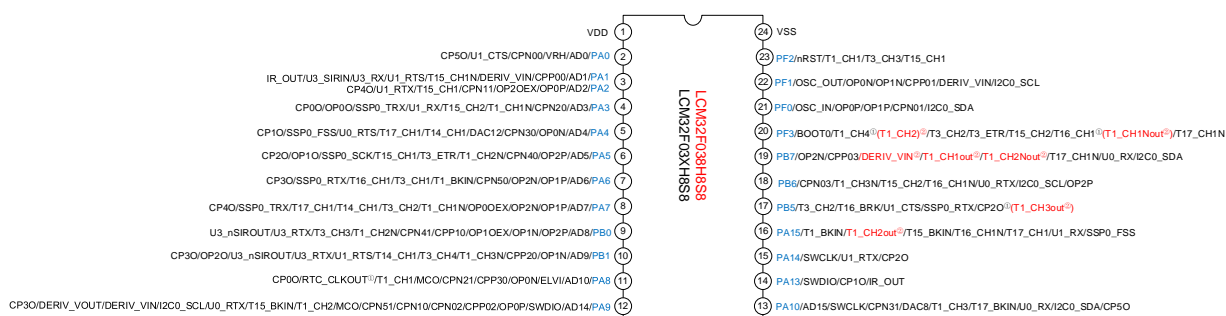 VDD 1
CP5O/U1_CTS/CPN00/VRH/AD0/PA0 2
IR_OUT/U3_SIRIN/U3_RX/U1_RTS/T15_CH1N/DERIV_VIN/CPP00/AD1/PA1
CP4O/U1_RTX/T15_CH1/CPN11/OP2OEX/OP0P/AD2/PA2 3
CP0O/OP0O/SSP0_TRX/U1_RX/T15_CH2/T1_CH1N/CPN20/AD3/PA3 4
CP1O/SSP0_FSS/U0_RTS/T17_CH1/T14_CH1/DAC12/CPN30/OP0N/AD4/PA4 5
CP2O/OP1O/SSP0_SCK/T15_CH1/T3_ETR/T1_CH2N/CPN40/OP2P/AD5/PA5 6
CP3O/SSP0_RTX/T16_CH1/T3_CH1/T1_BKIN/CPN50/OP2N/OP1P/AD6/PA6 7
CP4O/SSP0_TRX/T17_CH1/T14_CH1/T3_CH2/T1_CH1N/OP0OEX/OP2N/OP1P/AD7/PA7 8
U3_nSIROUT/U3_RTX/T3_CH3/T1_CH2N/CPN41/CPP10/OP1OEX/OP1N/OP2P/AD8/PB0 9
CP3O/OP2O/U3_nSIROUT/U3_RTX/U1_RTS/T14_CH1/T3_CH4/T1_CH3N/CPP20/OP1N/AD9/PB1 10
CP0O/RTC_CLKOUT①/T1_CH1/MCO/CPN21/CPP30/OP0N/ELVI/AD10/PA8 11
CP3O/DERIV_VOUT/DERIV_VIN/I2C0_SCL/U0_RTX/T15_BKIN/T1_CH2/MCO/CPN51/CPN10/CPN02/CPP02/OP0P/SWDIO/AD14/PA9 12
LCM32F038H8S8
LCM32F03XH8S8
24 VSS
23 PF2/nRST/T1_CH1/T3_CH3/T15_CH1
22 PF1/OSC_OUT/OP0N/OP1N/CPP01/DERIV_VIN/I2C0_SCL
21 PF0/OSC_IN/OP0P/OP1P/CPN01/I2C0_SDA
20 PF3/BOOT0/T1_CH4①(T1_CH2)②/T3_CH2/T3_ETR/T15_CH2/T16_CH1①(T1_CH1Nout②)/T17_CH1N
19 PB7/OP2N/CPP03/DERIV_VIN②/T1_CH1out②/T1_CH2Nout②/T17_CH1N/U0_RX/I2C0_SDA
18 PB6/CPN03/T1_CH3N/T15_CH2/T16_CH1N/U0_RTX/I2C0_SCL/OP2P
17 PB5/T3_CH2/T16_BRK/U1_CTS/SSP0_RTX/CP2O①(T1_CH3out②)
16 PA15/T1_BKIN/T1_CH2out②/T15_BKIN/T16_CH1N/T17_CH1/U1_RX/SSP0_FSS
15 PA14/SWCLK/U1_RTX/CP2O
14 PA13/SWDIO/CP1O/IR_OUT
13 PA10/AD15/SWCLK/CPN31/DAC8/T1_CH3/T17_BKIN/U0_RX/I2C0_SDA/CP5O